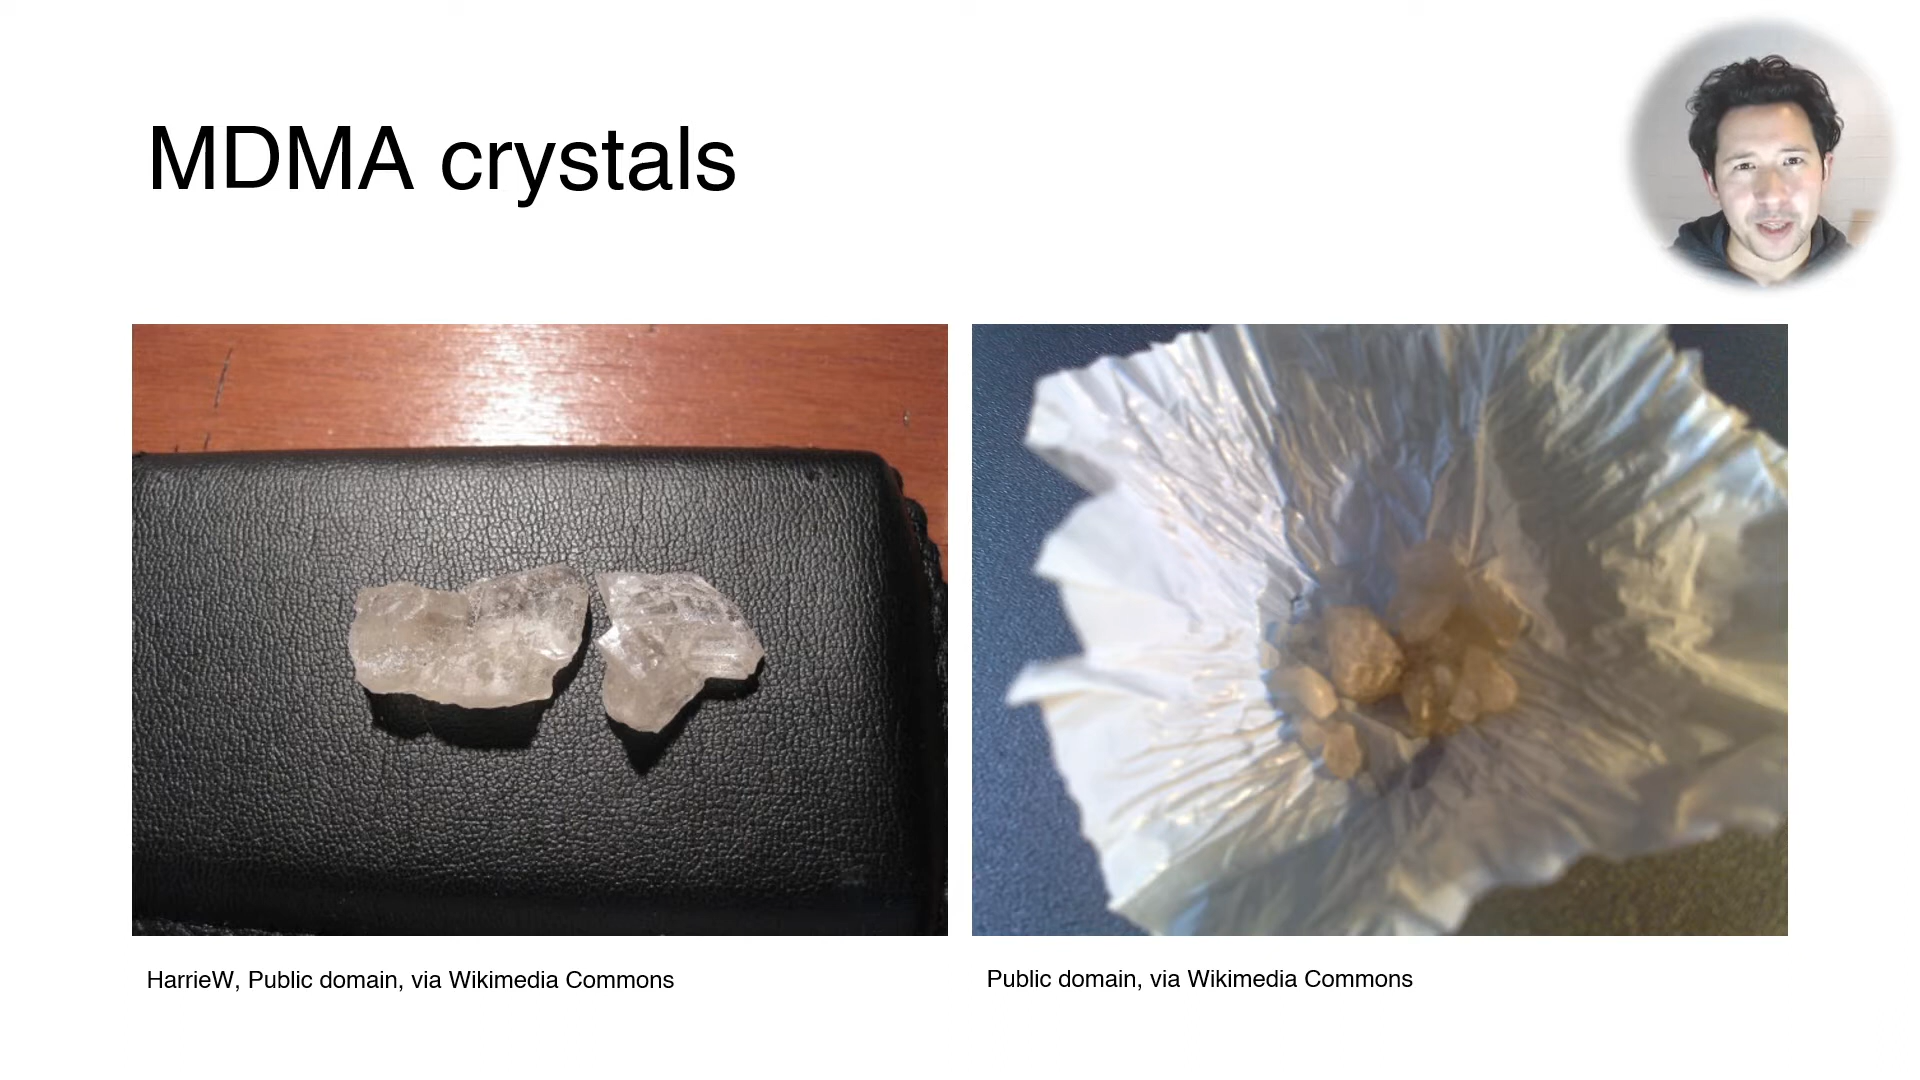 MDMA crystals
HarrieW, Public domain, via Wikimedia Commons
Public domain, via Wikimedia Commons